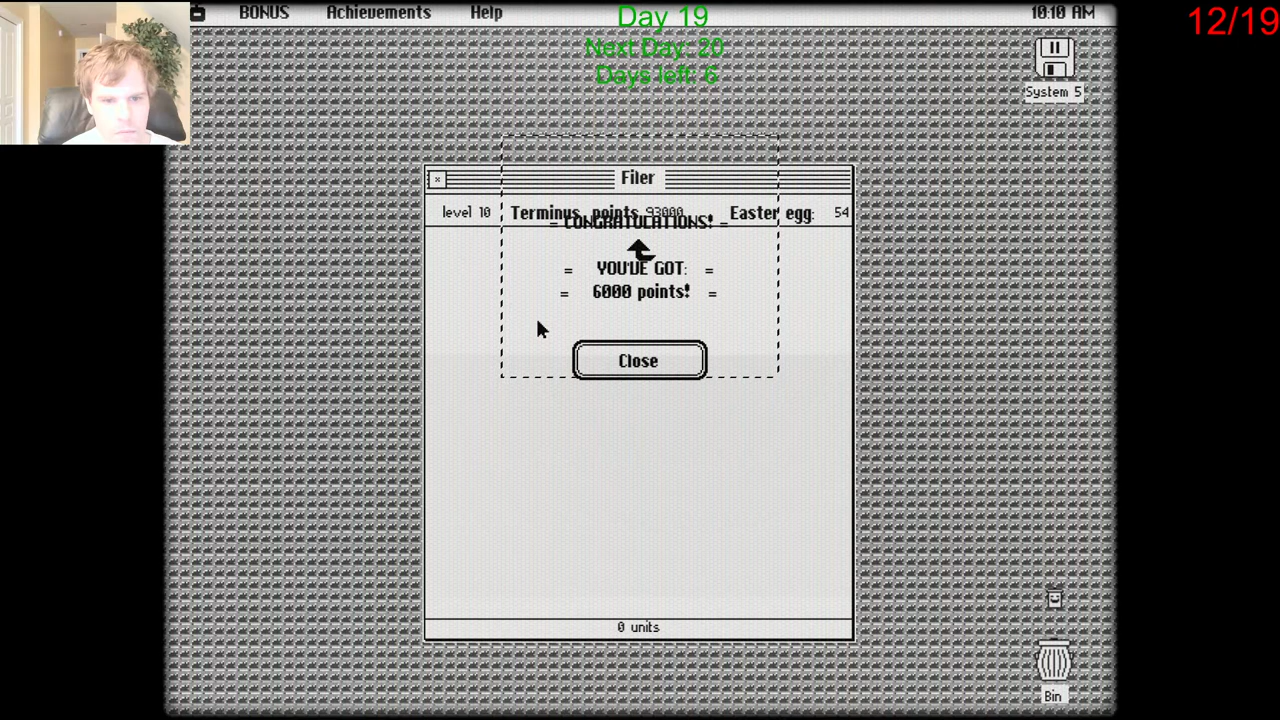 BONUS Achievements Help
Day 19
10:10 AM
12/19
Next Day: 20
Days left: 6
System 5
Filer
level 10 Terminus points 93000 Easter egg: 54
= CONGRATULATIONS! =
= YOU'VE GOT: =
= 6000 points! =
Close
0 units
Bin